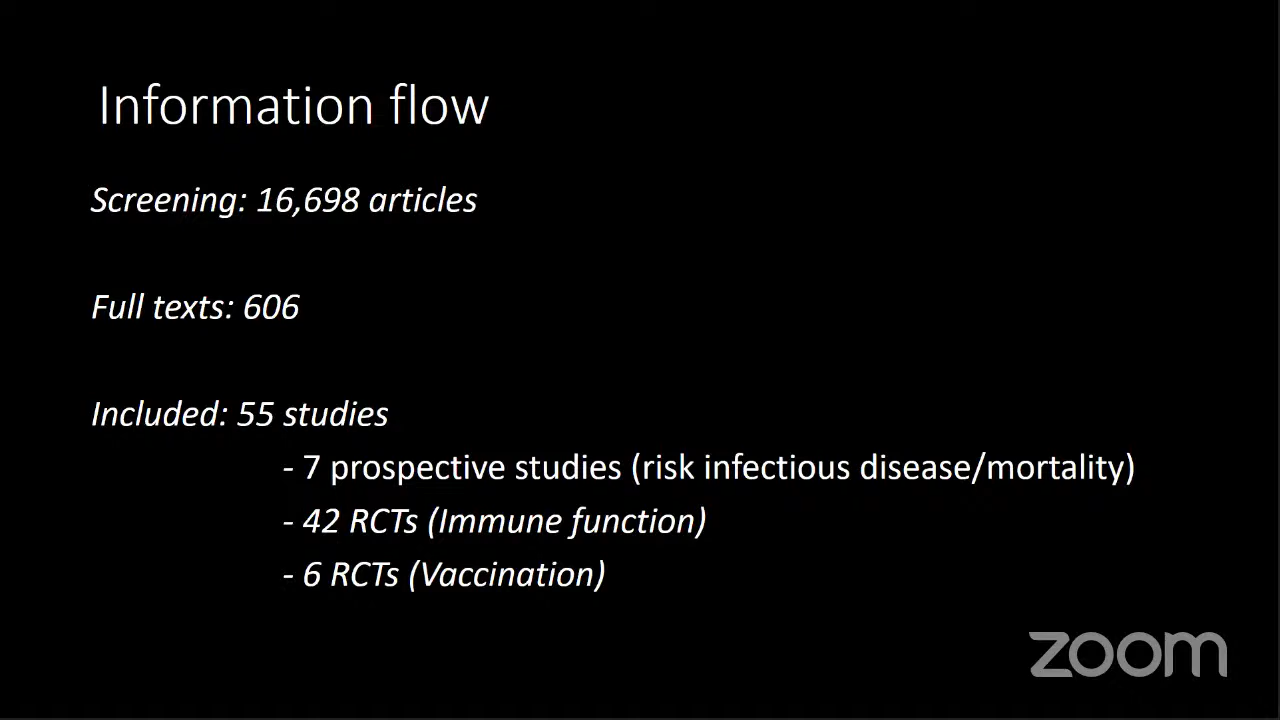 Information flow
Screening: 16,698 articles
Full texts: 606
Included: 55 studies
- 7 prospective studies (risk infectious disease/mortality)
- 42 RCTs (Immune function)
- 6 RCTs (Vaccination)
zoom